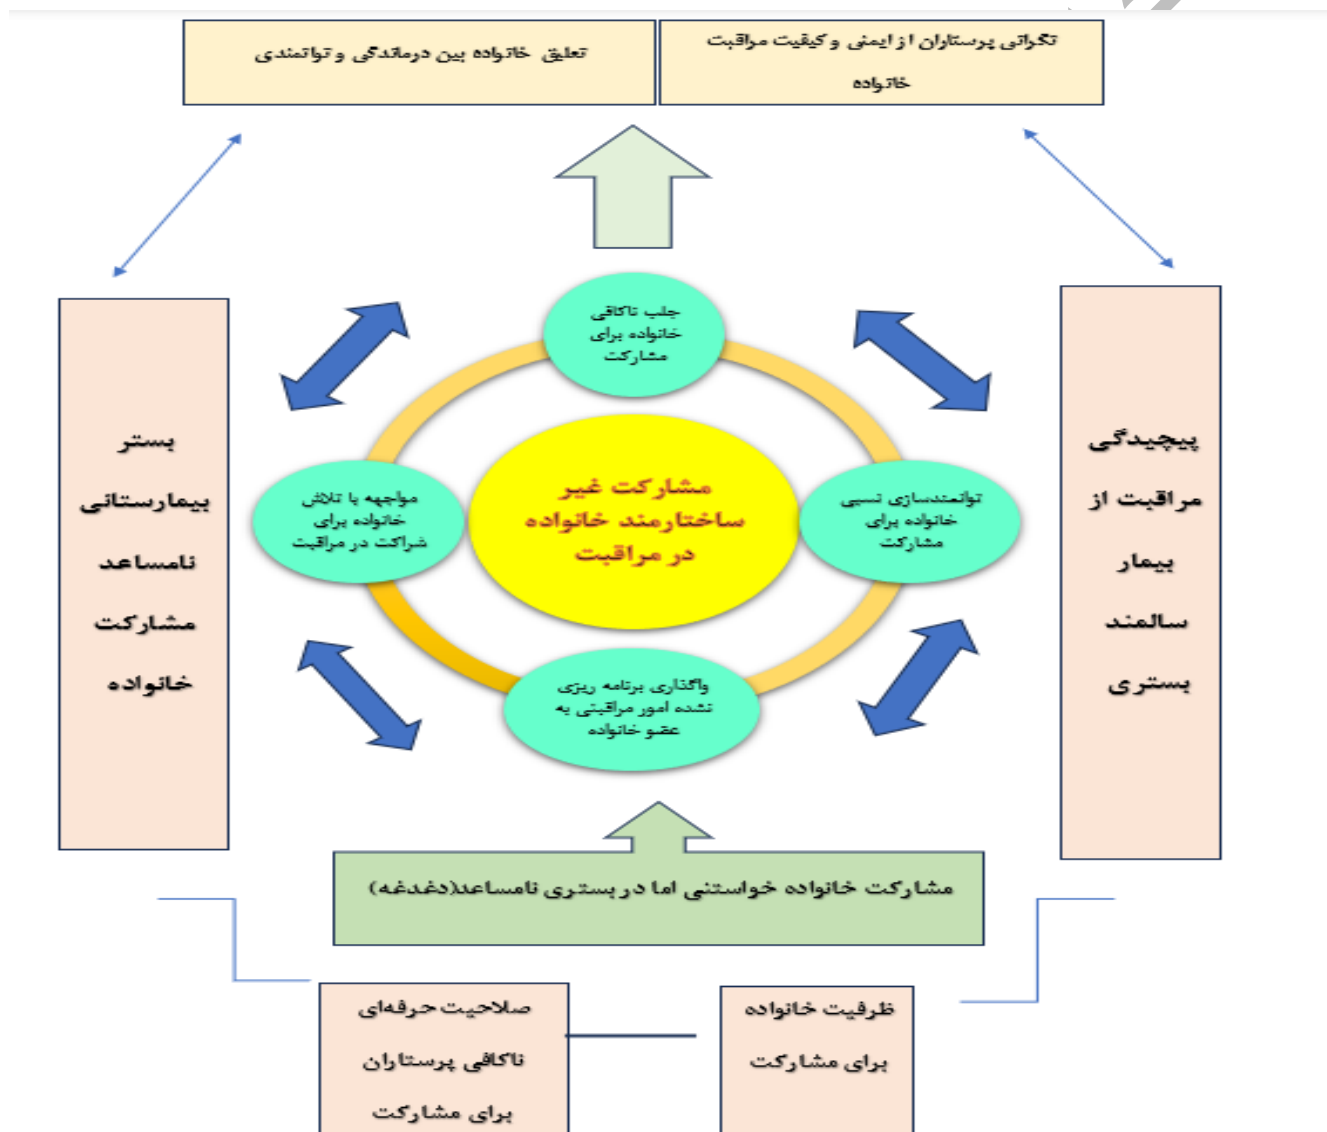 نگرانی پرستاران از ایمنی و کیفیت مراقبت
خانواده
تعلیق خانواده بین درماندگی و توانمندی
جلب ناکافی
خانواده برای
مشارکت
پیچیدگی
مراقبت از
بیمار
سالمند
بستری
توانمندسازی نسبی
خانواده برای
مشارکت
مشارکت غیر
ساختارمند خانواده
در مراقبت
مواجهه با تلاش
خانواده برای
شراکت در مراقبت
بستر
بیمارستانی
نامساعد
مشارکت
خانواده
واگذاری برنامه ریزی
نشده امور مراقبتی به
عضو خانواده
مشارکت خانواده خواستنی اما در بستری نامساعد(دغدغه)
ظرفیت خانواده
برای مشارکت
صلاحیت حرفه‌ای
ناکافی پرستاران
برای مشارکت